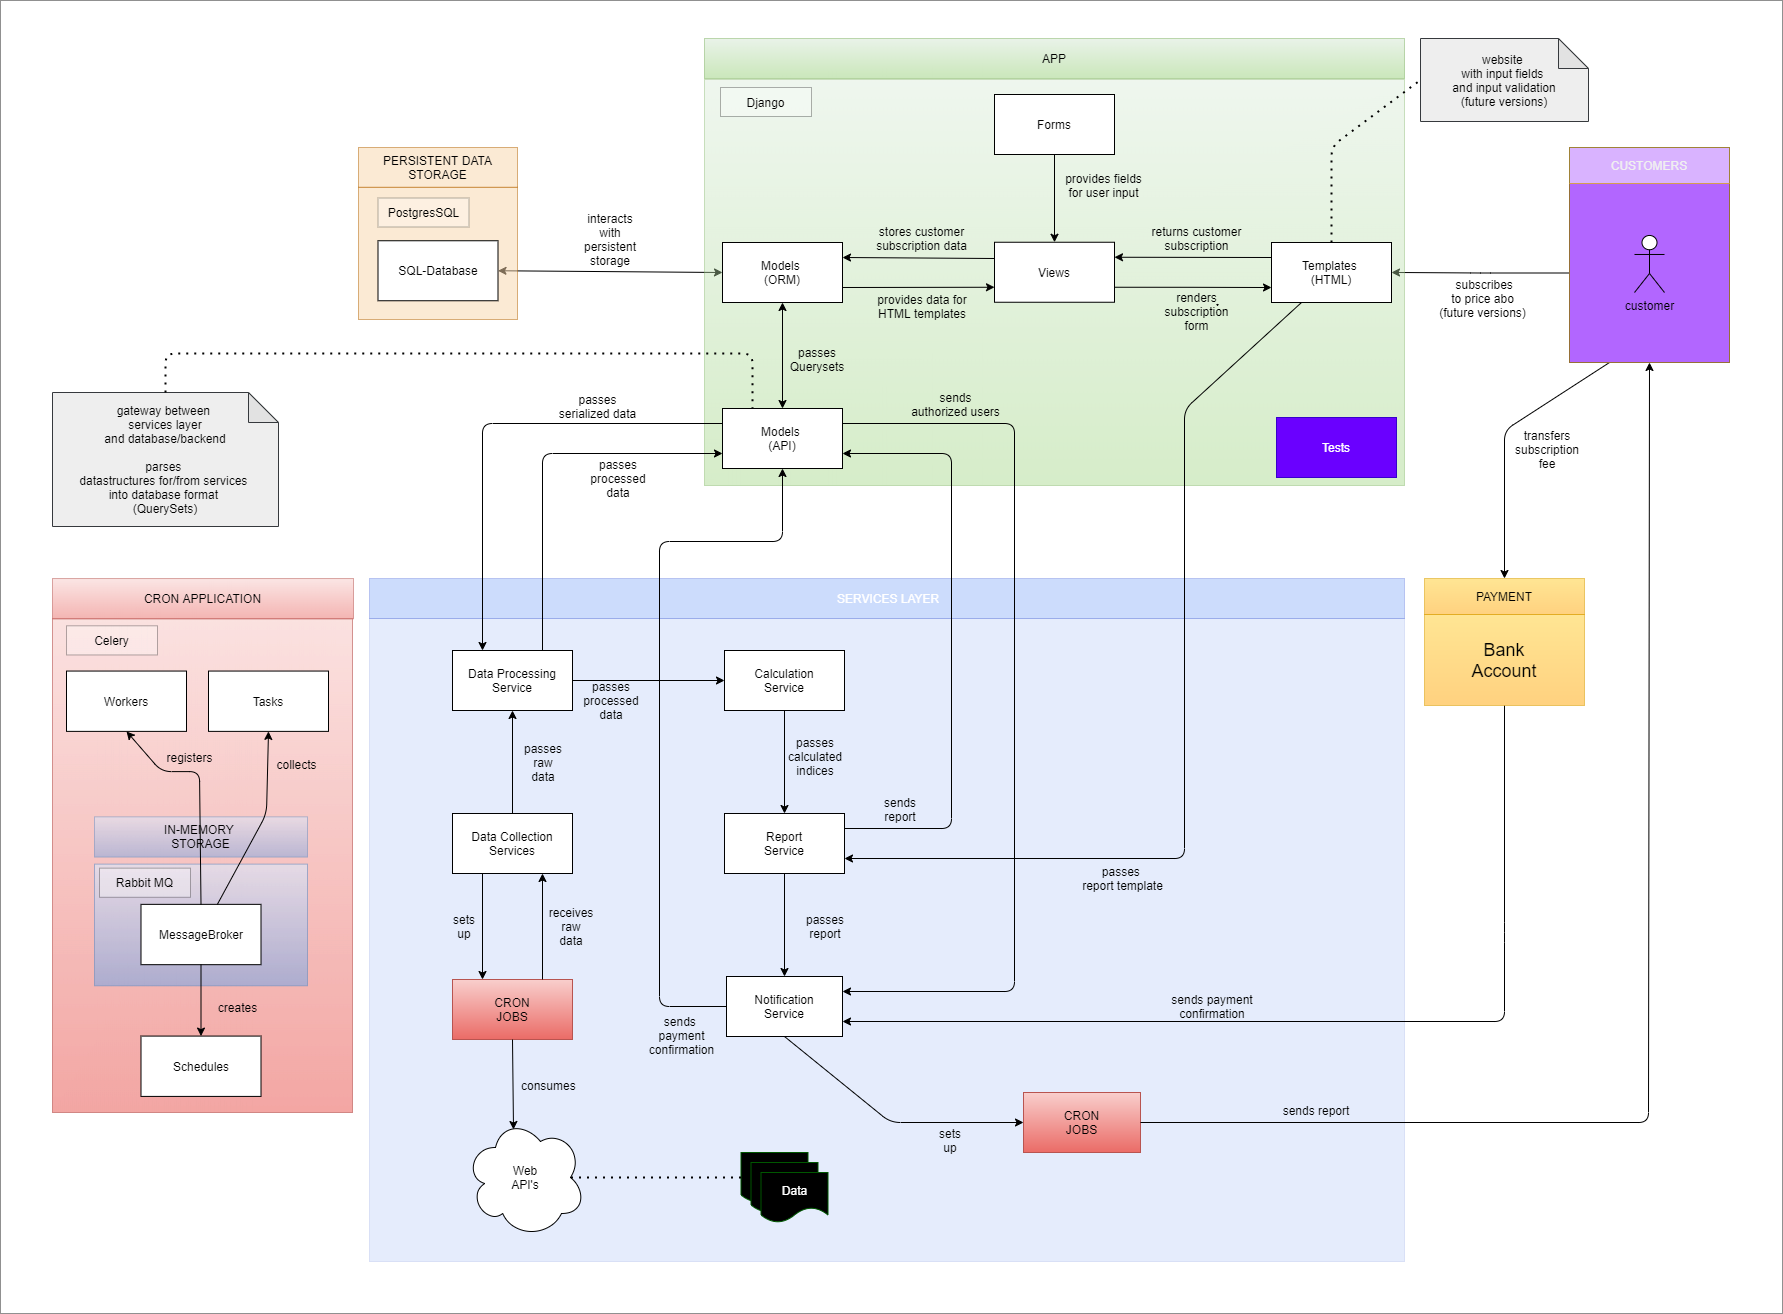 APP
Django
Forms
website
with input fields
and input validation
(future versions)
PERSISTENT DATA
STORAGE
PostgresSQL
SQL-Database
interacts
with
persistent
storage
provides fields
for user input
stores customer
subscription data
returns customer
subscription
Models
(ORM)
Views
Templates
(HTML)
provides data for
HTML templates
renders
subscription
form
CUSTOMERS
customer
subscribes
to price abo
(future versions)
passes
Querysets
gateway between
services layer
and database/backend
parses
datastructures for/from services
into database format
(QuerySets)
passes
serialized data
sends
authorized users
Models
(API)
Tests
passes
processed
data
transfers
subscription
fee
CRON APPLICATION
Celery
Workers
Tasks
registers
collects
IN-MEMORY
STORAGE
Rabbit MQ
MessageBroker
creates
Schedules
SERVICES LAYER
Data Processing
Service
passes
processed
data
Calculation
Service
passes
raw
data
passes
calculated
indices
Data Collection
Services
Report
Service
sends
report
passes
report template
sets
up
receives
raw
data
passes
report
CRON
JOBS
Notification
Service
sends
payment
confirmation
sends payment
confirmation
consumes
Web
API's
Data
sets
up
CRON
JOBS
sends report
PAYMENT
Bank
Account